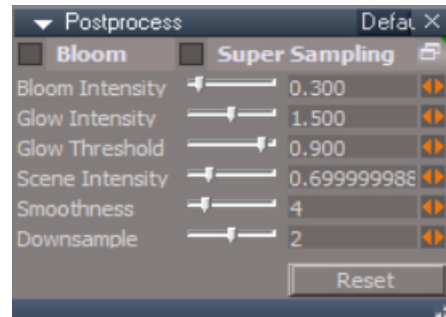 Postprocess Defau
Bloom Super Sampling
Bloom Intensity 0.300
Glow Intensity 1.500
Glow Threshold 0.900
Scene Intensity 0.699999988
Smoothness 4
Downsample 2
Reset